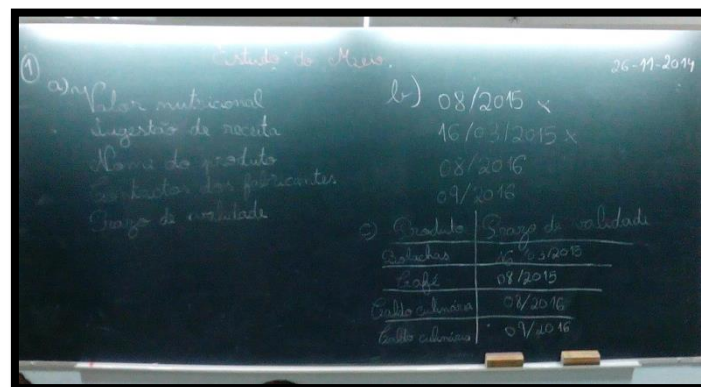 Estudo do Meio.
26-11-2014
1
a) Valor nutricional
Sugestão de receita
Nome do produto
Contactos dos fabricantes.
Prazo de validade
b) 08/2015 x
16/03/2015 x
08/2016
09/2016
c) Produto Prazo de validade
Bolachas 16/03/2015
Café 08/2015
Caldo culinário 08/2016
Caldo culinário 09/2016